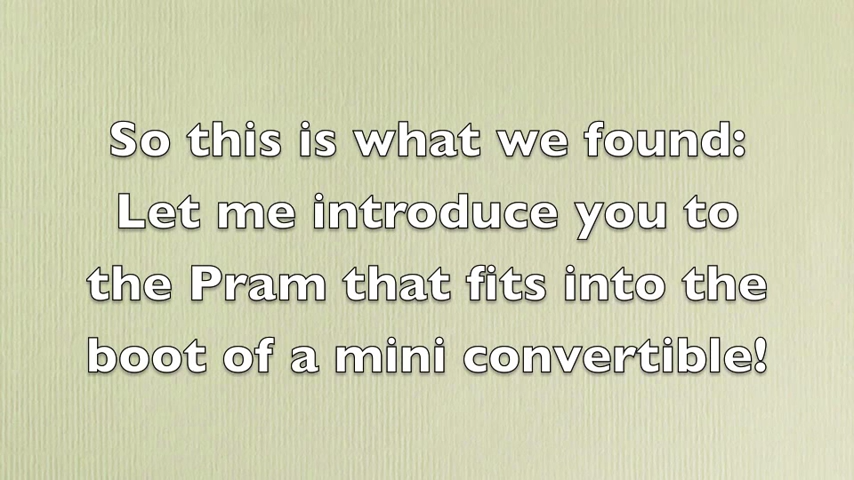 So this is what we found:
Let me introduce you to
the Pram that fits into the
boot of a mini convertible!